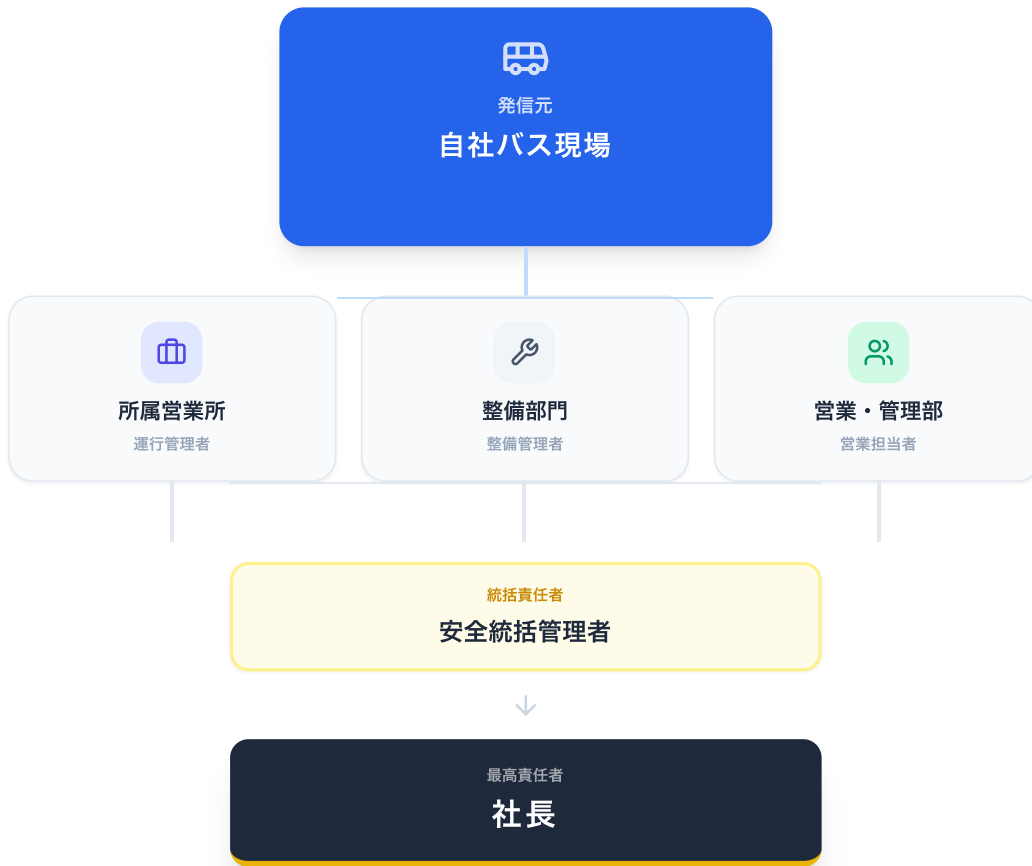 発信元
自社バス現場
所属営業所
運行管理者
整備部門
整備管理者
営業・管理部
営業担当者
統括責任者
安全統括管理者
最高責任者
社長